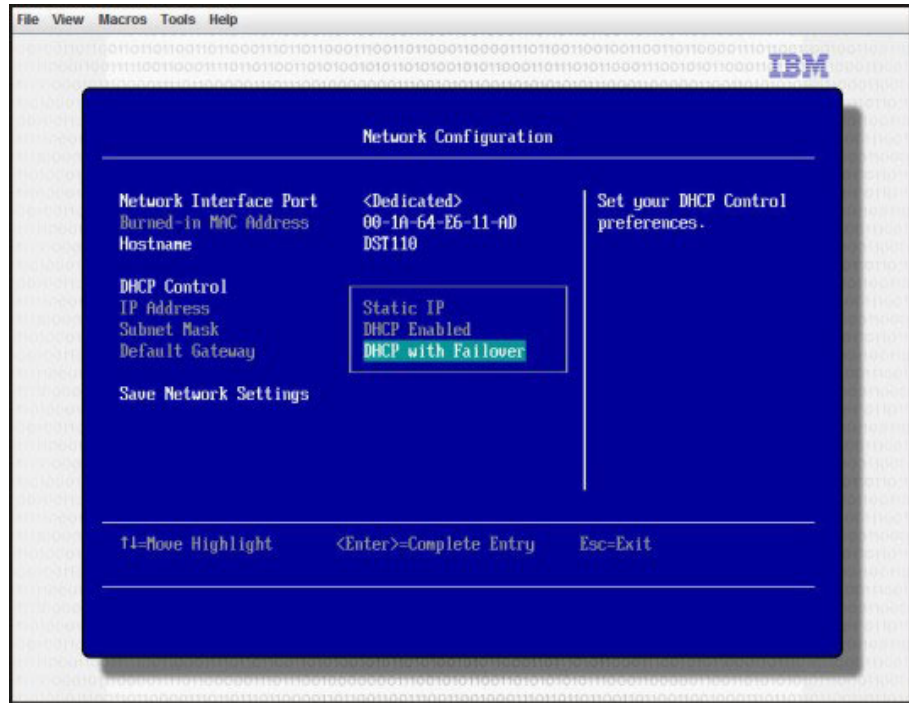 File View Macros Tools Help
IBM
Network Configuration
Network Interface Port <Dedicated>
Burned-in MAC Address 00-1A-64-E6-11-AD
Hostname DST110
Set your DHCP Control
preferences.
DHCP Control
IP Address
Subnet Mask
Default Gateway
Static IP
DHCP Enabled
DHCP with Failover
Save Network Settings
↑↓=Move Highlight <Enter>=Complete Entry Esc=Exit